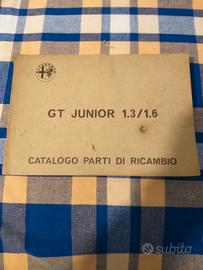 GT JUNIOR 1.3/1.6
CATALOGO PARTI DI RICAMBIO
subito